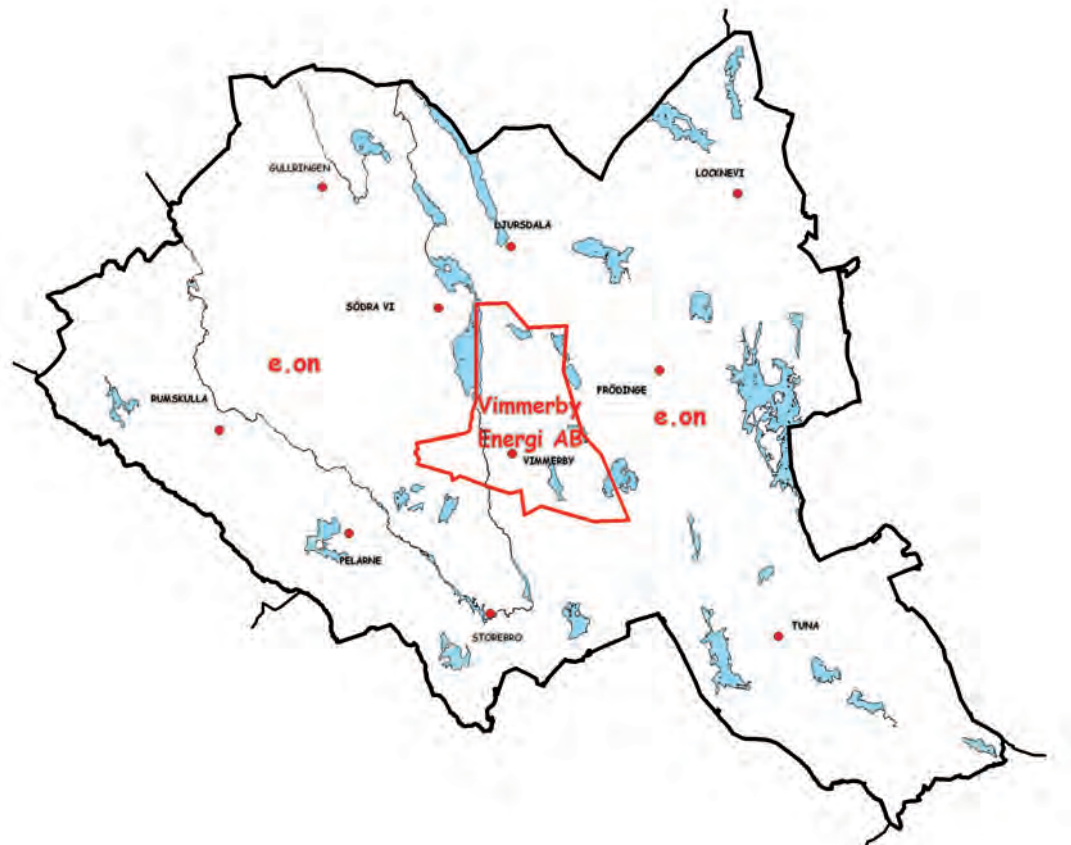 GULLRINGEN
LOCKNEVI
DJURSDALA
SÖDRA VI
e.on
FRÖDINGE
RUMSKULLA
Vimmerby
Energi AB
e.on
VIMMERBY
PELARNE
STOREBRO
TUNA